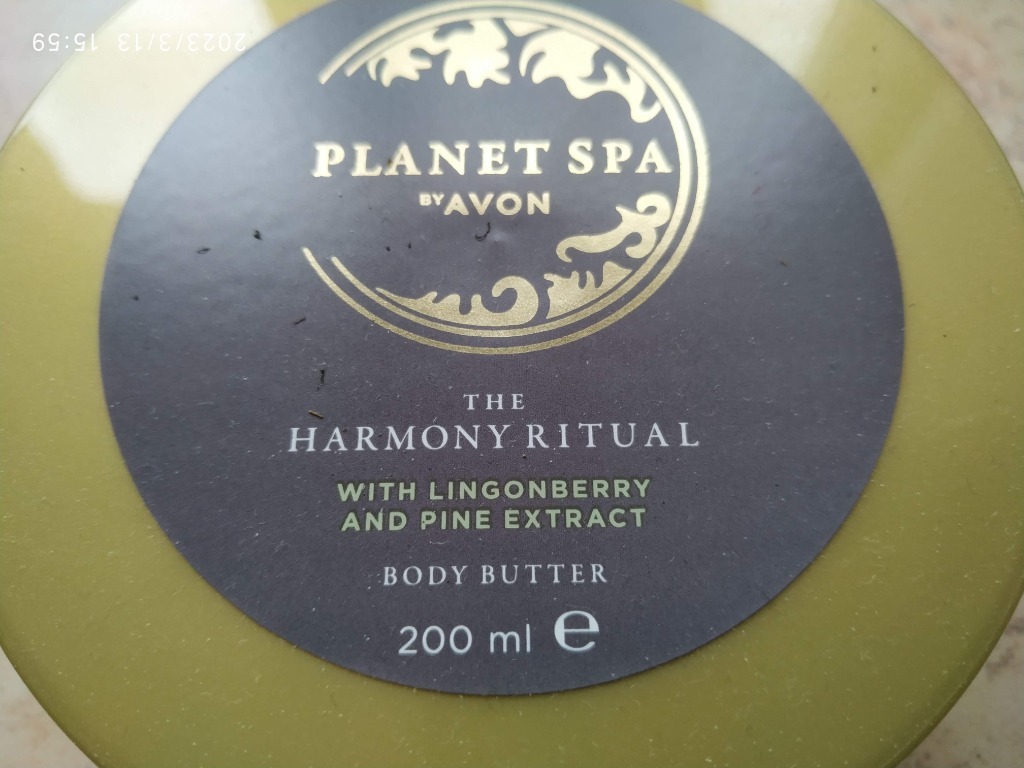 2023/3/13 15:59
PLANET SPA
BY AVON
THE
HARMONY RITUAL
WITH LINGONBERRY
AND PINE EXTRACT
BODY BUTTER
200 ml e